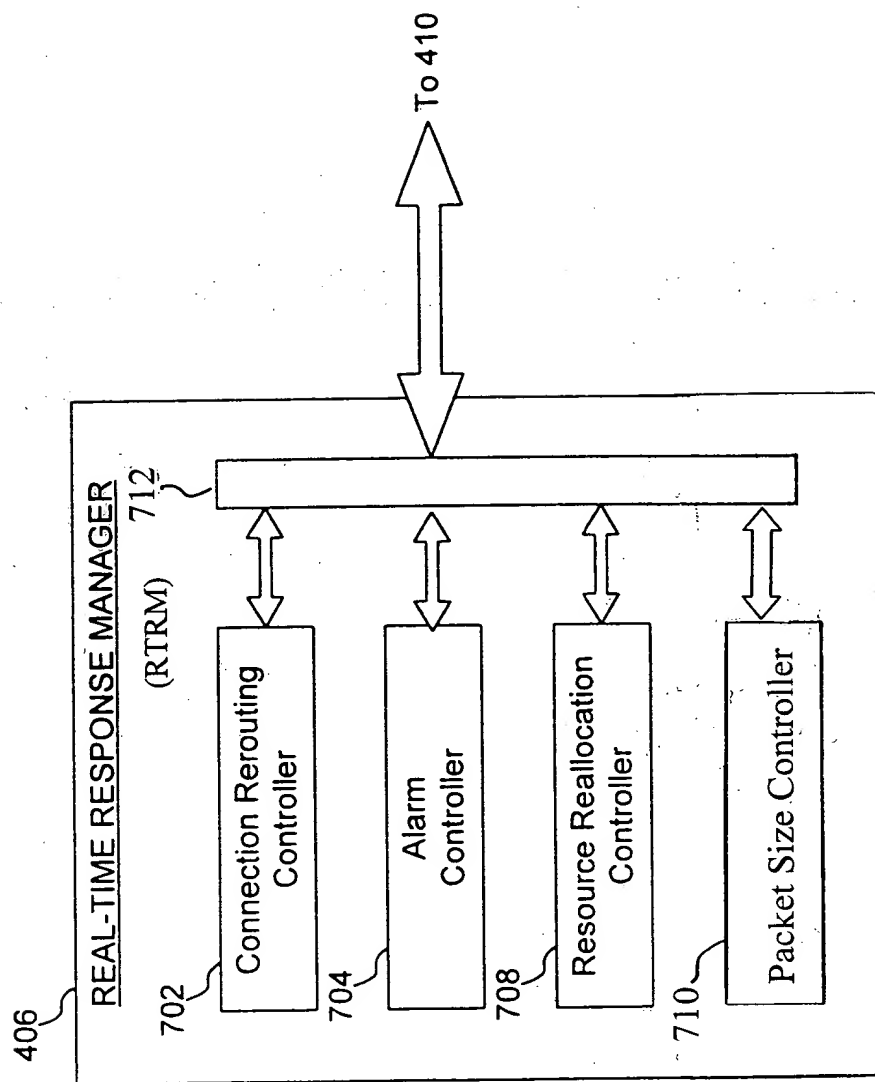 406
REAL-TIME RESPONSE MANAGER
(RTRM)
712
702
Connection Rerouting
Controller
704
Alarm
Controller
708
Resource Reallocation
Controller
710
Packet Size Controller
To 410